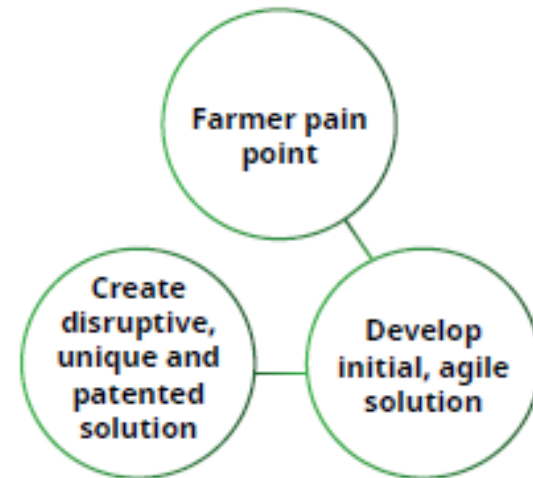 Farmer pain
point
Develop
initial, agile
solution
Create
disruptive,
unique and
patented
solution